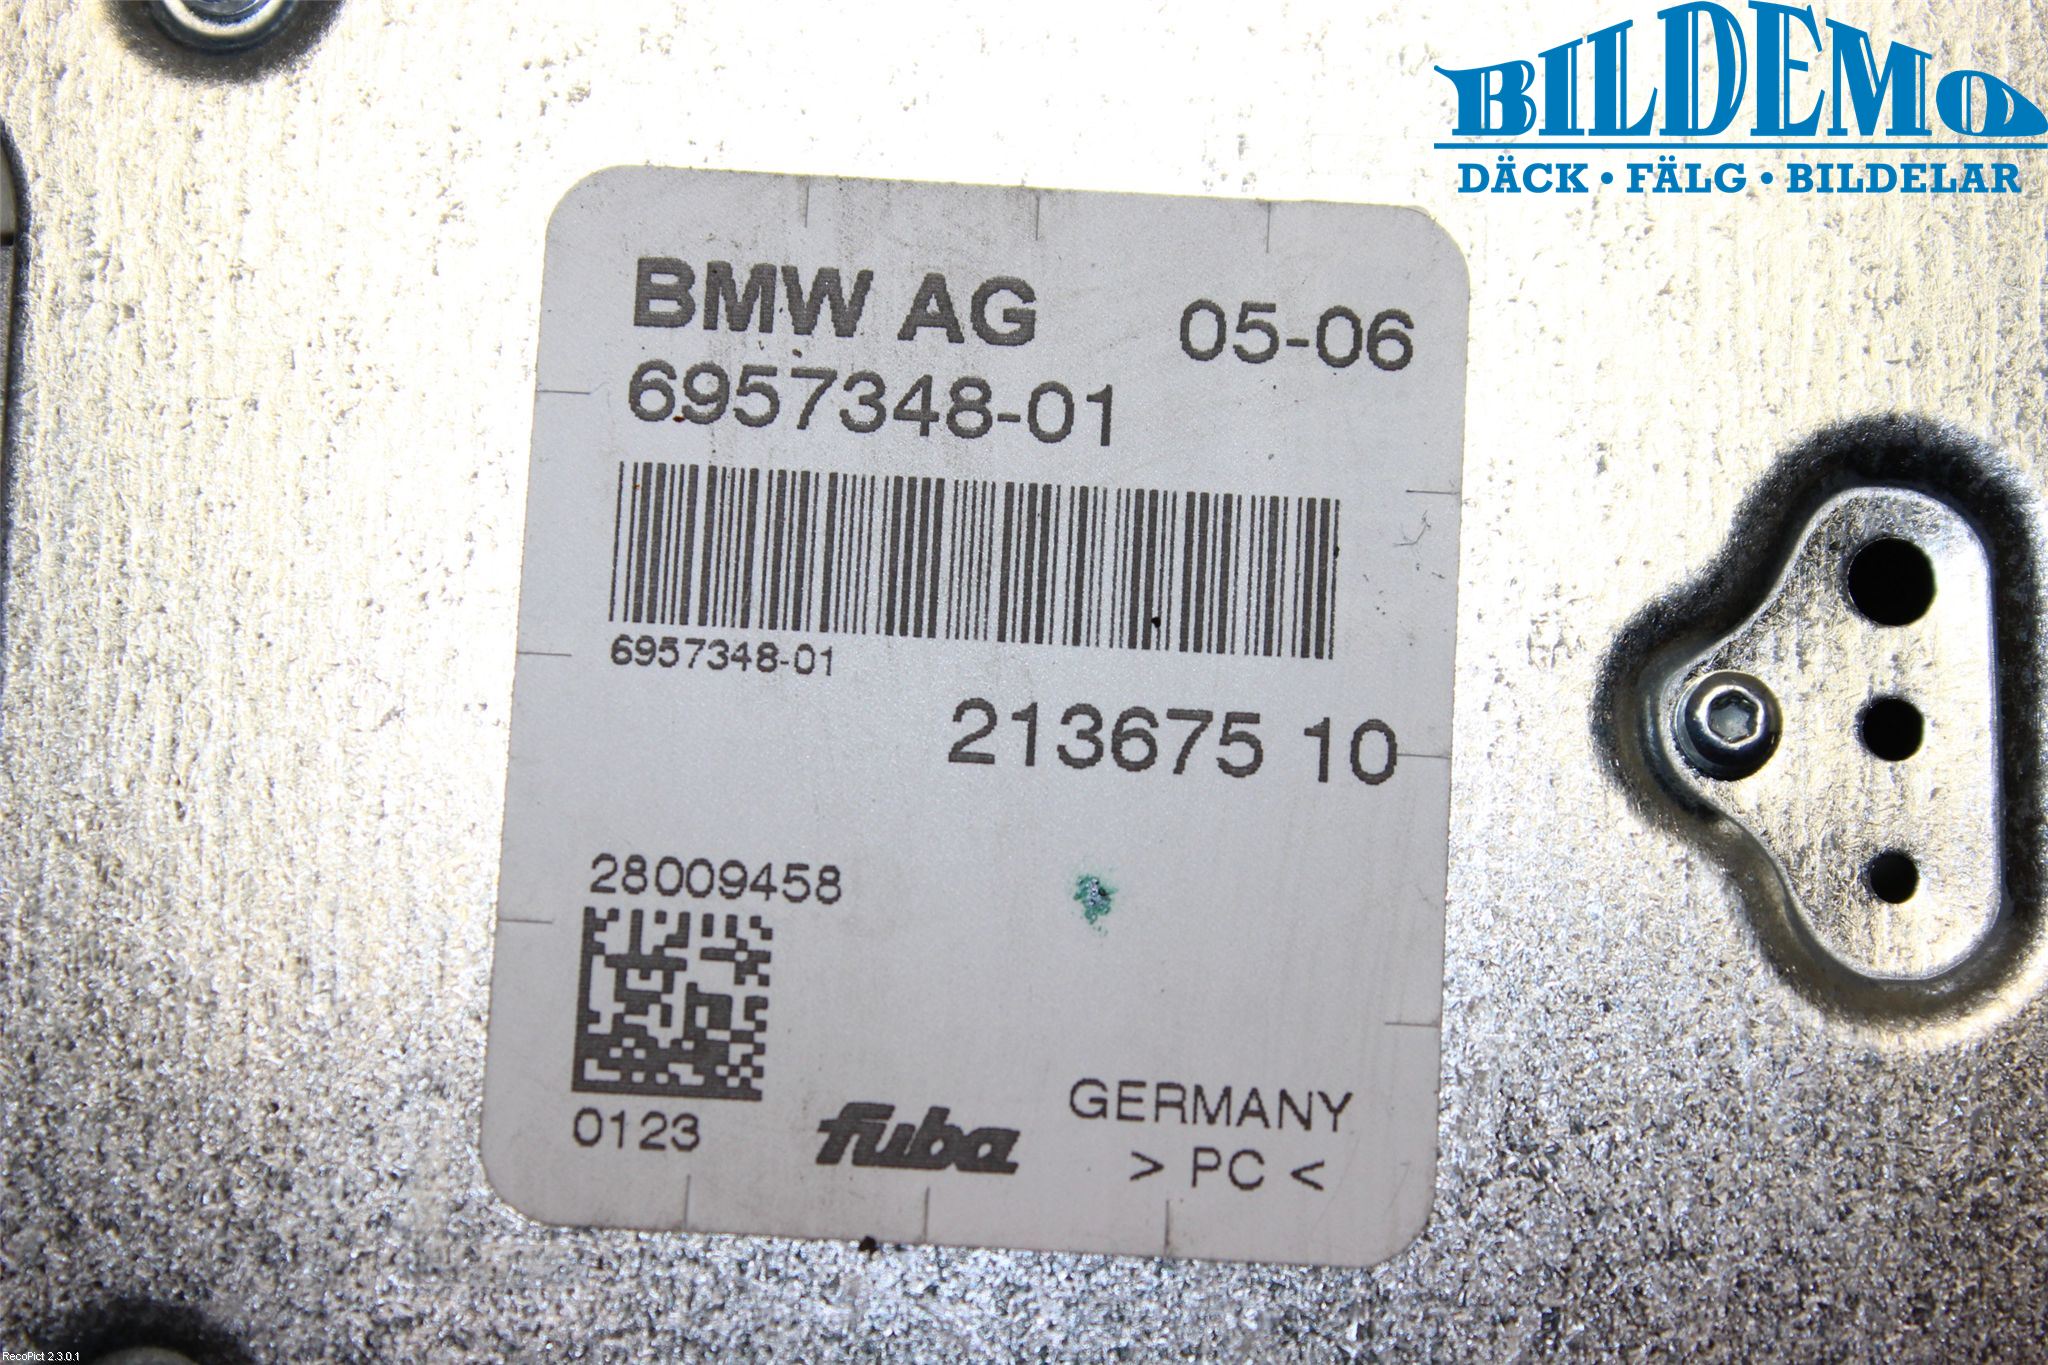 BILDEMO
DÄCK • FÄLG • BILDELAR
BMW AG 05-06
6957348-01
6957348-01
213675 10
28009458
0123
fuba
GERMANY
> PC <
RecoPict 2.3.0.1